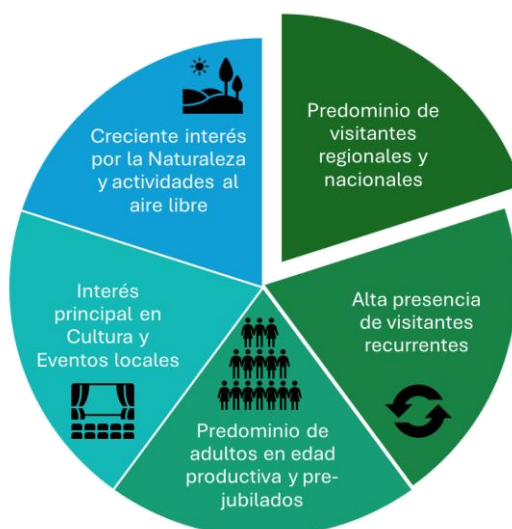 Predominio de
visitantes
regionales y
nacionales
Alta presencia
de visitantes
recurrentes
Predominio de
adultos en edad
productiva y pre-
jubilados
Interés
principal en
Cultura y
Eventos locales
Creciente interés
por la Naturaleza
y actividades al
aire libre